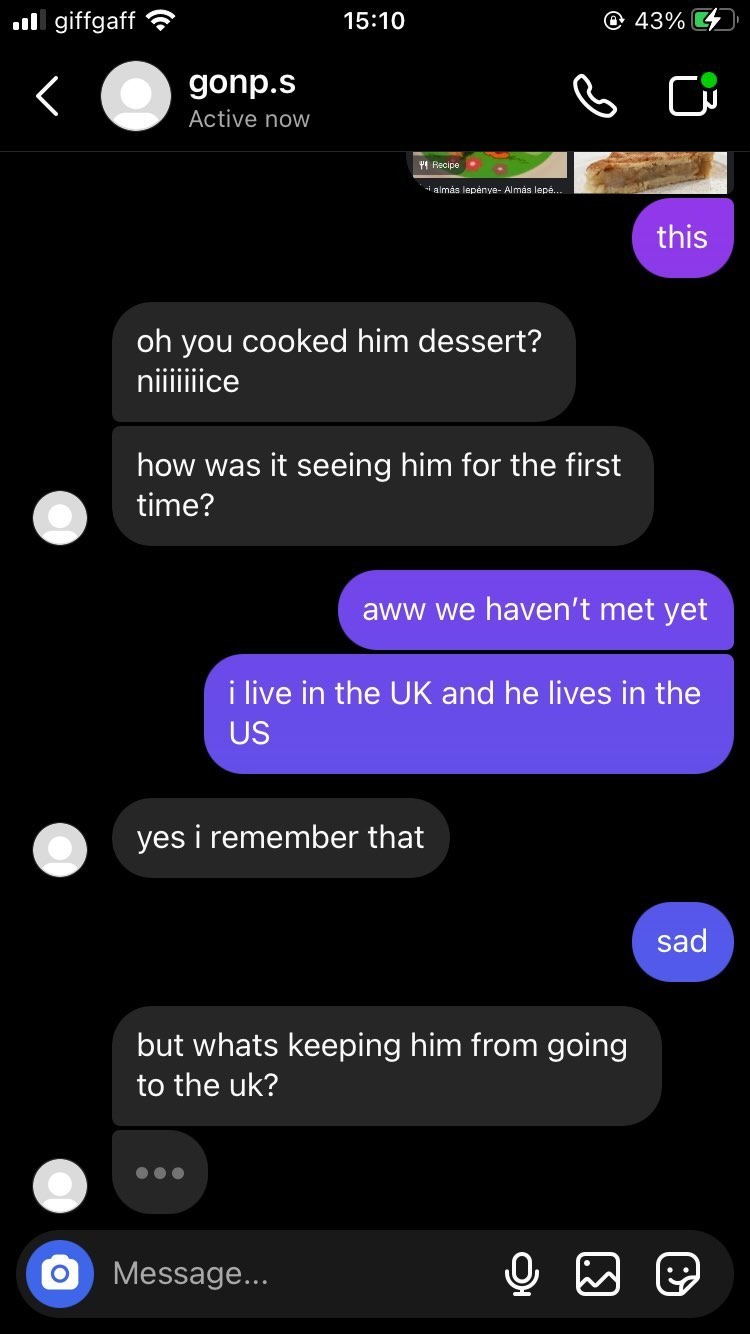 giffgaff
15:10
43%
gonp.s
Active now
Recipe
almás lepénye- Almás lepé...
this
oh you cooked him dessert?
niiiiiiice
how was it seeing him for the first
time?
aww we haven't met yet
i live in the UK and he lives in the
US
yes i remember that
sad
but whats keeping him from going
to the uk?
Message...